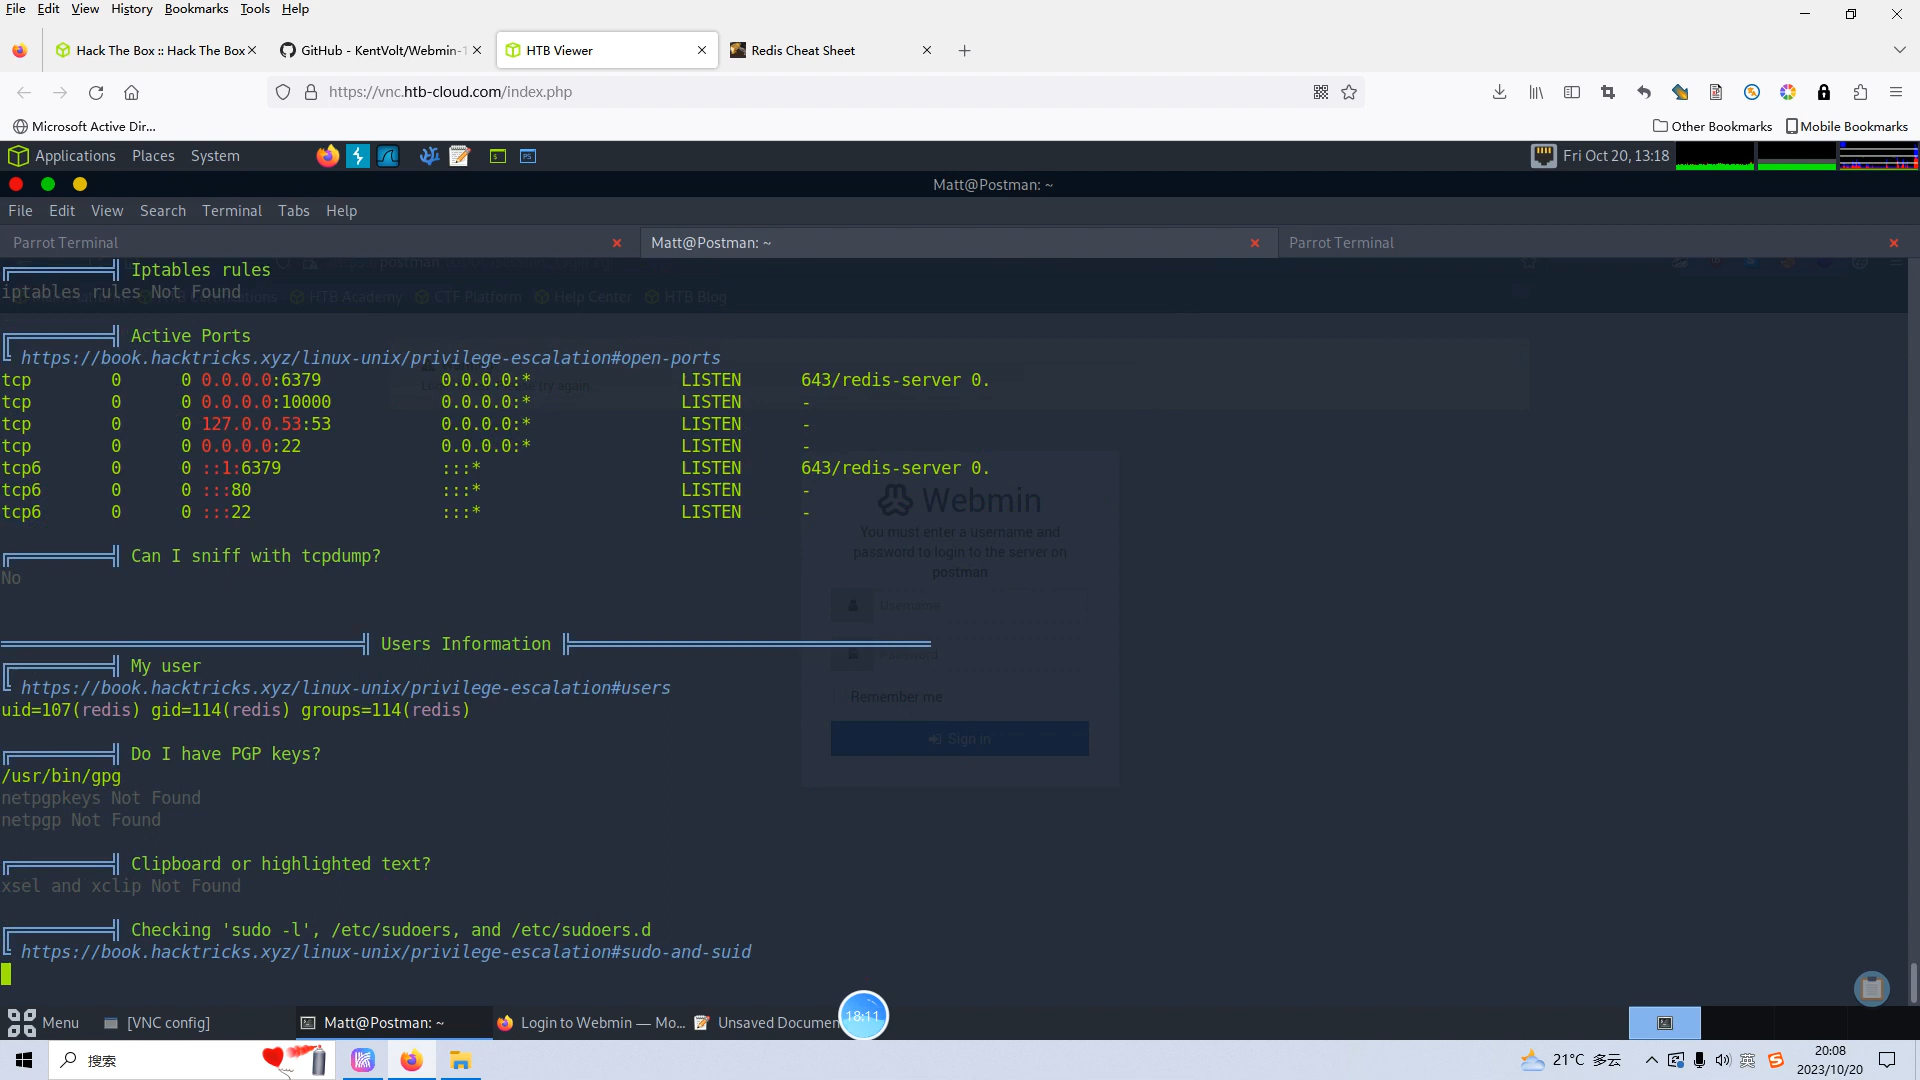 File Edit View History Bookmarks Tools Help
Hack The Box :: Hack The Box
GitHub - KentVolt/Webmin-1
HTB Viewer
Redis Cheat Sheet
https://vnc.htb-cloud.com/index.php
Microsoft Active Dir...
Other Bookmarks
Mobile Bookmarks
Applications Places System
Fri Oct 20, 13:18
Matt@Postman: ~
File Edit View Search Terminal Tabs Help
Parrot Terminal
Matt@Postman: ~
Parrot Terminal
Iptables rules
iptables rules Not Found
HTB Academy CTF Platform Help Center HTB Blog
Active Ports
https://book.hacktricks.xyz/linux-unix/privilege-escalation#open-ports
tcp 0 0 0.0.0.0:6379 0.0.0.0:* LISTEN 643/redis-server 0.
tcp 0 0 0.0.0.0:10000 0.0.0.0:* LISTEN -
tcp 0 0 127.0.0.53:53 0.0.0.0:* LISTEN -
tcp 0 0 0.0.0.0:22 0.0.0.0:* LISTEN -
tcp6 0 0 ::1:6379 :::* LISTEN 643/redis-server 0.
tcp6 0 0 :::80 :::* LISTEN -
tcp6 0 0 :::22 :::* LISTEN -
Webmin
You must enter a username and
password to login to the server on
postman
Username
Remember me
Sign in
Can I sniff with tcpdump?
No
Users Information
My user
https://book.hacktricks.xyz/linux-unix/privilege-escalation#users
uid=107(redis) gid=114(redis) groups=114(redis)
Do I have PGP keys?
/usr/bin/gpg
netpgpkeys Not Found
netpgp Not Found
Clipboard or highlighted text?
xsel and xclip Not Found
Checking 'sudo -l', /etc/sudoers, and /etc/sudoers.d
https://book.hacktricks.xyz/linux-unix/privilege-escalation#sudo-and-suid
Menu
[VNC config]
Matt@Postman: ~
Login to Webmin — Mo...
Unsaved Documen
18:11
搜索
21°C 多云
英
20:08
2023/10/20